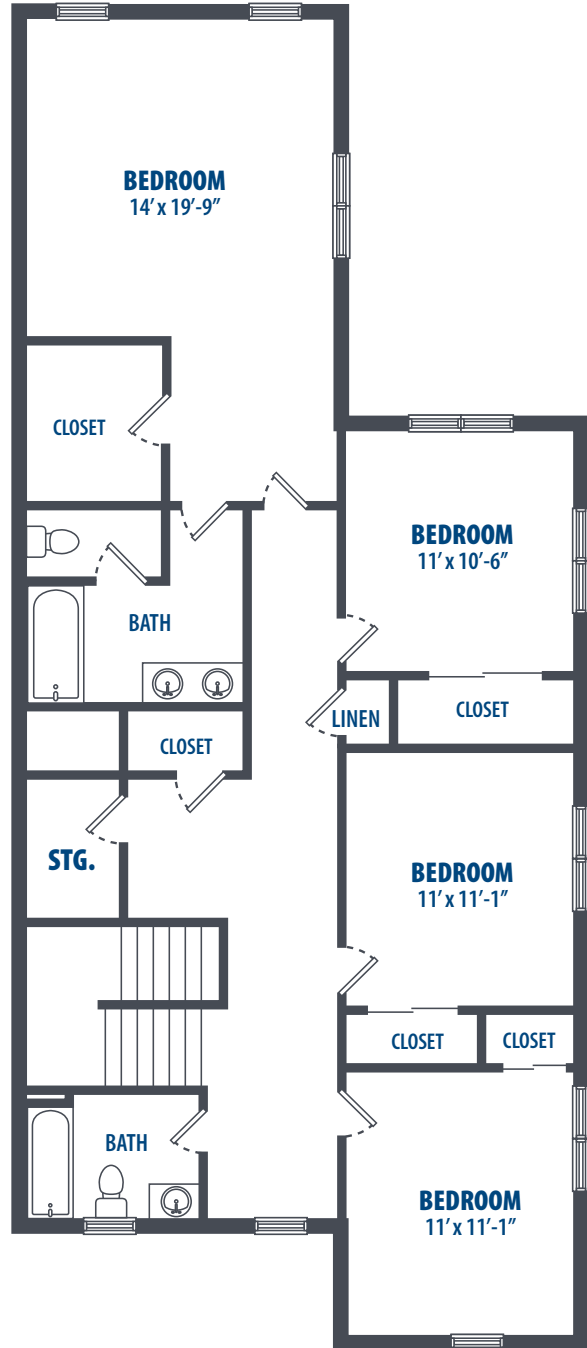 BEDROOM
14’ x 19’-9”
CLOSET
BEDROOM
11’ x 10’-6”
BATH
LINEN
CLOSET
CLOSET
STG.
BEDROOM
11’ x 11’-1”
CLOSET
CLOSET
BATH
BEDROOM
11’ x 11’-1”